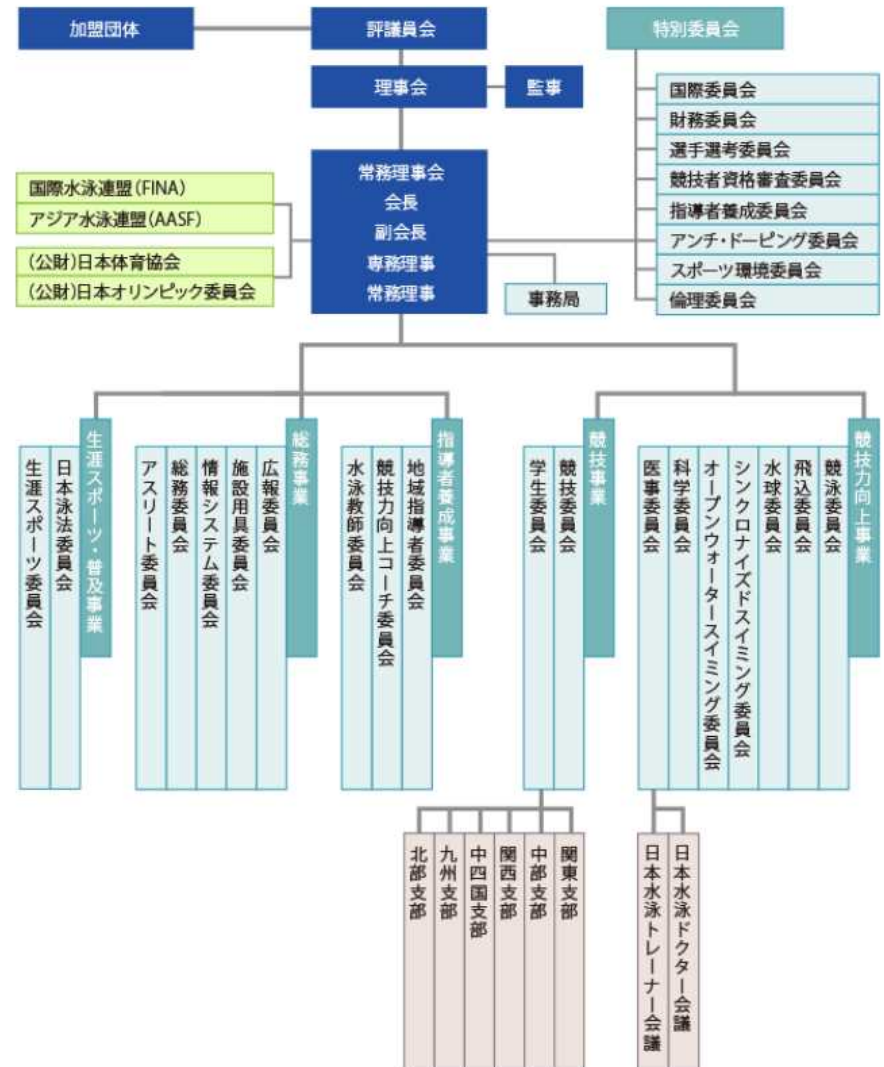 加盟団体
評議員会
特別委員会
理事会
監事
国際委員会
財務委員会
選手選考委員会
競技者資格審査委員会
指導者養成委員会
アンチ・ドーピング委員会
スポーツ環境委員会
倫理委員会
常務理事会
会長
副会長
専務理事
常務理事
国際水泳連盟(FINA)
アジア水泳連盟(AASF)
(公財)日本体育協会
(公財)日本オリンピック委員会
事務局
競技力向上事業
競泳委員会
飛込委員会
水球委員会
シンクロナイズドスイミング委員会
オープンウォータースイミング委員会
科学委員会
医事委員会
競技事業
競技委員会
学生委員会
指導者養成事業
地域指導者委員会
競技力向上コーチ委員会
水泳教師委員会
総務事業
広報委員会
施設用具委員会
情報システム委員会
総務委員会
アスリート委員会
生涯スポーツ・普及事業
日本泳法委員会
生涯スポーツ委員会
日本水泳ドクター会議
日本水泳トレーナー会議
関東支部
中部支部
関西支部
中四国支部
九州支部
北部支部